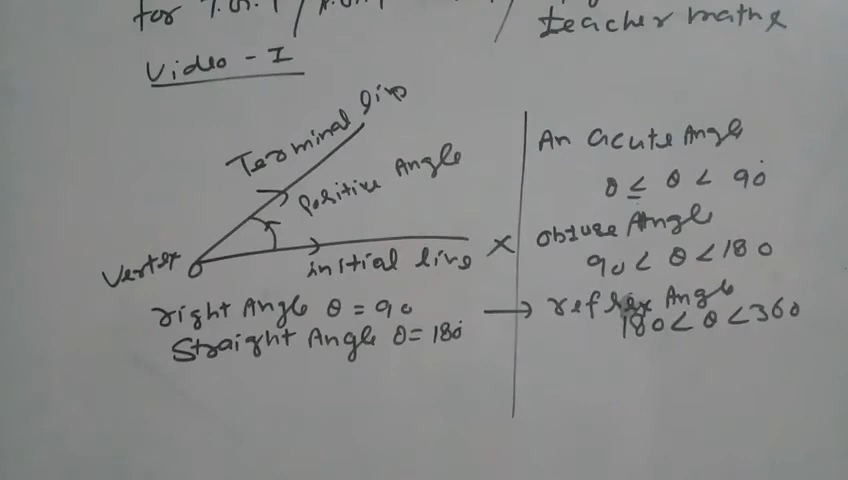 for T.G.T /
/ teacher maths
Video - I
Terminal line
Positive Angle
Vertex
initial line X
right Angle θ = 90
Straight Angle θ = 180°
An acute Angle
0 ≤ θ < 90°
Obtuse Angle
90 < θ < 180
→ reflex Angle
180 < θ < 360